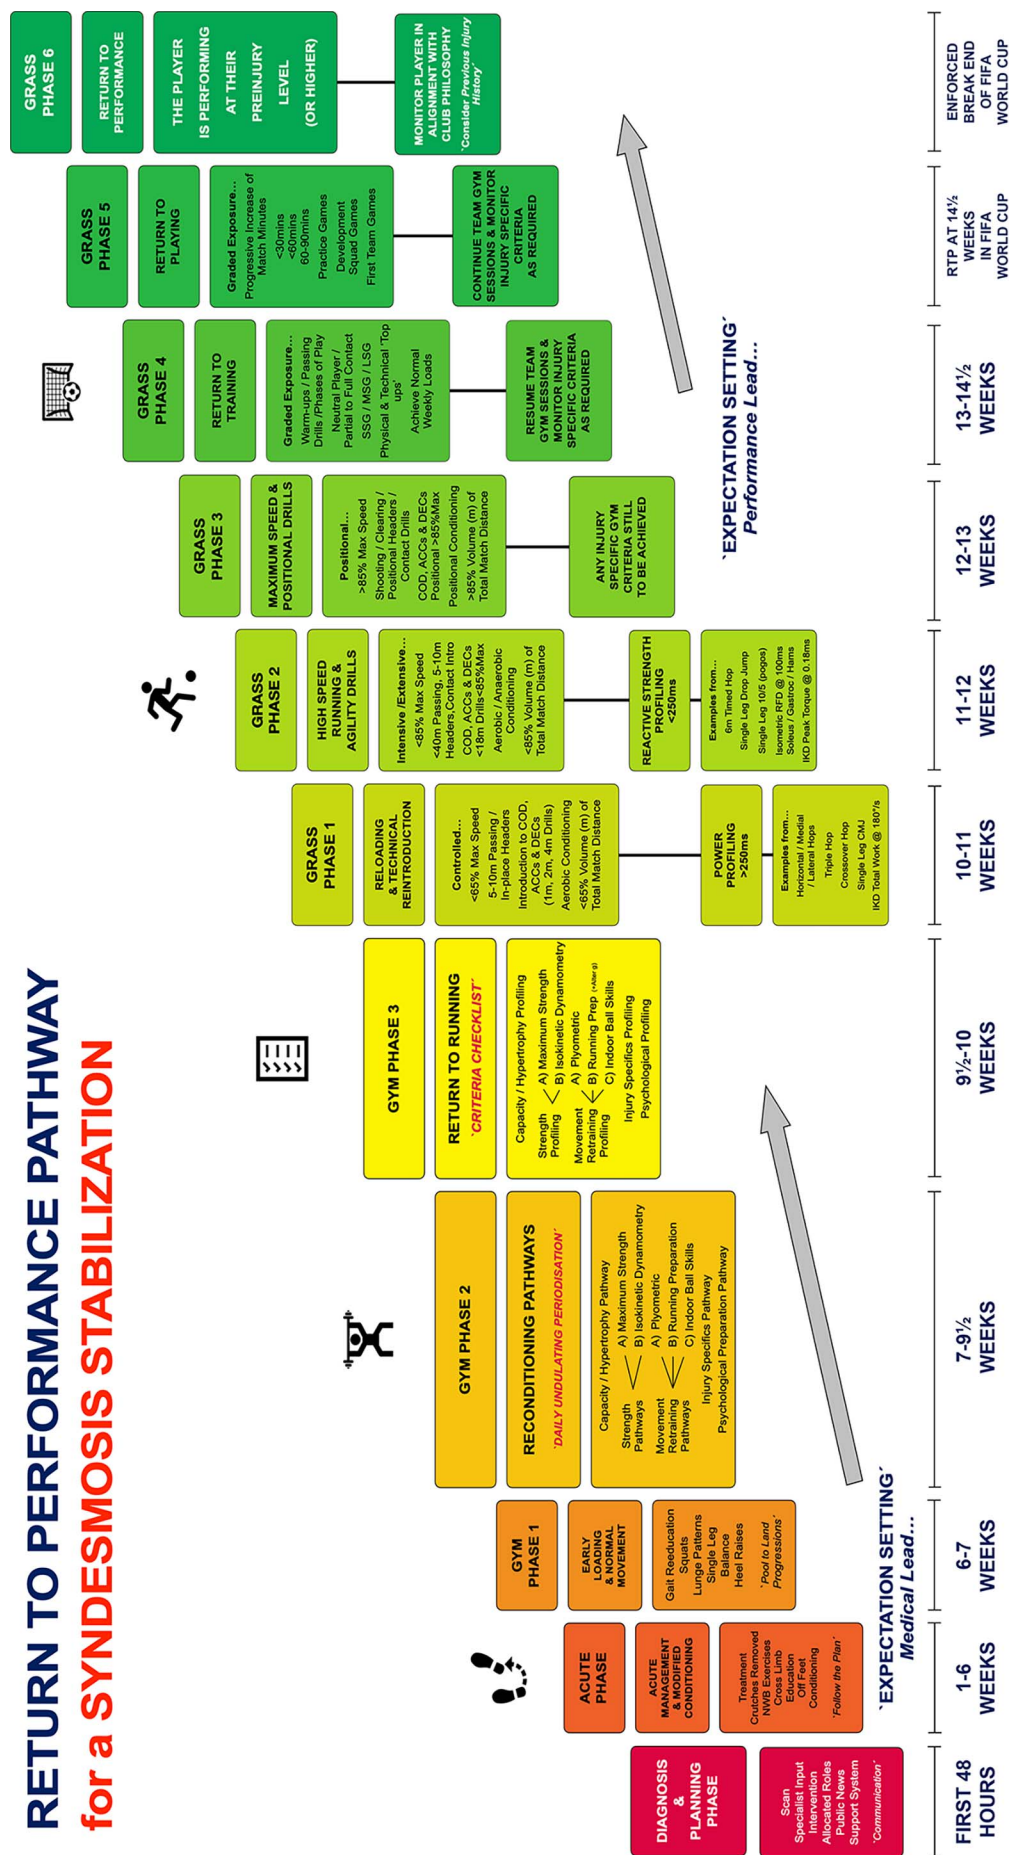 RETURN TO PERFORMANCE PATHWAY
for a SYNDESMOSIS STABILIZATION
DIAGNOSIS
&
PLANNING
PHASE
Scan
Specialist Input
Intervention
Allocated Roles
Public News
Support System
'Communication'
FIRST 48
HOURS
ACUTE
PHASE
ACUTE
MANAGEMENT
& MODIFIED
CONDITIONING
Treatment
Crutches Removed
NWB Exercises
Cross Limb
Education
Off Feet
Conditioning
'Follow the Plan'
1-6
WEEKS
GYM
PHASE 1
EARLY
LOADING
& NORMAL
MOVEMENT
Gait Reeducation
Squats
Lunge Patterns
Single Leg
Balance
Heel Raises
'Pool to Land
Progressions'
6-7
WEEKS
'EXPECTATION SETTING'
Medical Lead...
GYM PHASE 2
RECONDITIONING PATHWAYS
'DAILY UNDULATING PERIODISATION'
Capacity / Hypertrophy Pathway
Strength
Pathways
A) Maximum Strength
B) Isokinetic Dynamometry
Movement
Retraining
Pathways
A) Plyometric
B) Running Preparation
C) Indoor Ball Skills
Injury Specifics Pathway
Psychological Preparation Pathway
7-9½
WEEKS
GYM PHASE 3
RETURN TO RUNNING
'CRITERIA CHECKLIST'
Capacity / Hypertrophy Profiling
Strength
Profiling
A) Maximum Strength
B) Isokinetic Dynamometry
Movement
Retraining
Profiling
A) Plyometric
B) Running Prep (+Alter g)
C) Indoor Ball Skills
Injury Specifics Profiling
Psychological Profiling
9½-10
WEEKS
GRASS
PHASE 1
RELOADING
& TECHNICAL
REINTRODUCTION
Controlled...
<65% Max Speed
5-10m Passing /
In-place Headers
Introduction to COD,
ACCs & DECs
(1m, 2m, 4m Drills)
Aerobic Conditioning
<65% Volume (m) of
Total Match Distance
POWER
PROFILING
>250ms
Examples from...
Horizontal / Medial
/ Lateral Hops
Triple Hop
Crossover Hop
Single Leg CMJ
IKD Total Work @ 180°/s
10-11
WEEKS
GRASS
PHASE 2
HIGH SPEED
RUNNING &
AGILITY DRILLS
Intensive /Extensive...
<85% Max Speed
<40m Passing, 5-10m
Headers,Contact Intro
COD, ACCs & DECs
<18m Drills<85%Max
Aerobic / Anaerobic
Conditioning
<85% Volume (m) of
Total Match Distance
REACTIVE STRENGTH
PROFILING
<250ms
Examples from...
6m Timed Hop
Single Leg Drop Jump
Single Leg 10/5 (pogos)
Isometric RFD @ 100ms
Soleus / Gastroc / Hams
IKD Peak Torque @ 0.18ms
11-12
WEEKS
GRASS
PHASE 3
MAXIMUM SPEED &
POSITIONAL DRILLS
Positional...
>85% Max Speed
Shooting / Clearing /
Positional Headers /
Contact Drills
COD, ACCs & DECs
Positional >85%Max
Positional Conditioning
>85% Volume (m) of
Total Match Distance
ANY INJURY
SPECIFIC GYM
CRITERIA STILL
TO BE ACHIEVED
12-13
WEEKS
'EXPECTATION SETTING'
Performance Lead...
GRASS
PHASE 4
RETURN TO
TRAINING
Graded Exposure...
Warm-ups / Passing
Drills /Phases of Play
Neutral Player /
Partial to Full Contact
SSG / MSG / LSG
Physical & Technical 'Top
ups'
Achieve Normal
Weekly Loads
RESUME TEAM
GYM SESSIONS &
MONITOR INJURY
SPECIFIC CRITERIA
AS REQUIRED
13-14½
WEEKS
GRASS
PHASE 5
RETURN TO
PLAYING
Graded Exposure...
Progressive Increase of
Match Minutes
<30mins
<60mins
60-90mins
Practice Games
Development
Squad Games
First Team Games
CONTINUE TEAM GYM
SESSIONS & MONITOR
INJURY SPECIFIC
CRITERIA
AS REQUIRED
RTP AT 14½
WEEKS
IN FIFA
WORLD CUP
GRASS
PHASE 6
RETURN TO
PERFORMANCE
THE PLAYER
IS PERFORMING
AT THEIR
PREINJURY
LEVEL
(OR HIGHER)
MONITOR PLAYER IN
ALIGNMENT WITH
CLUB PHILOSOPHY
'Consider Previous Injury
History'
ENFORCED
BREAK END
OF FIFA
WORLD CUP